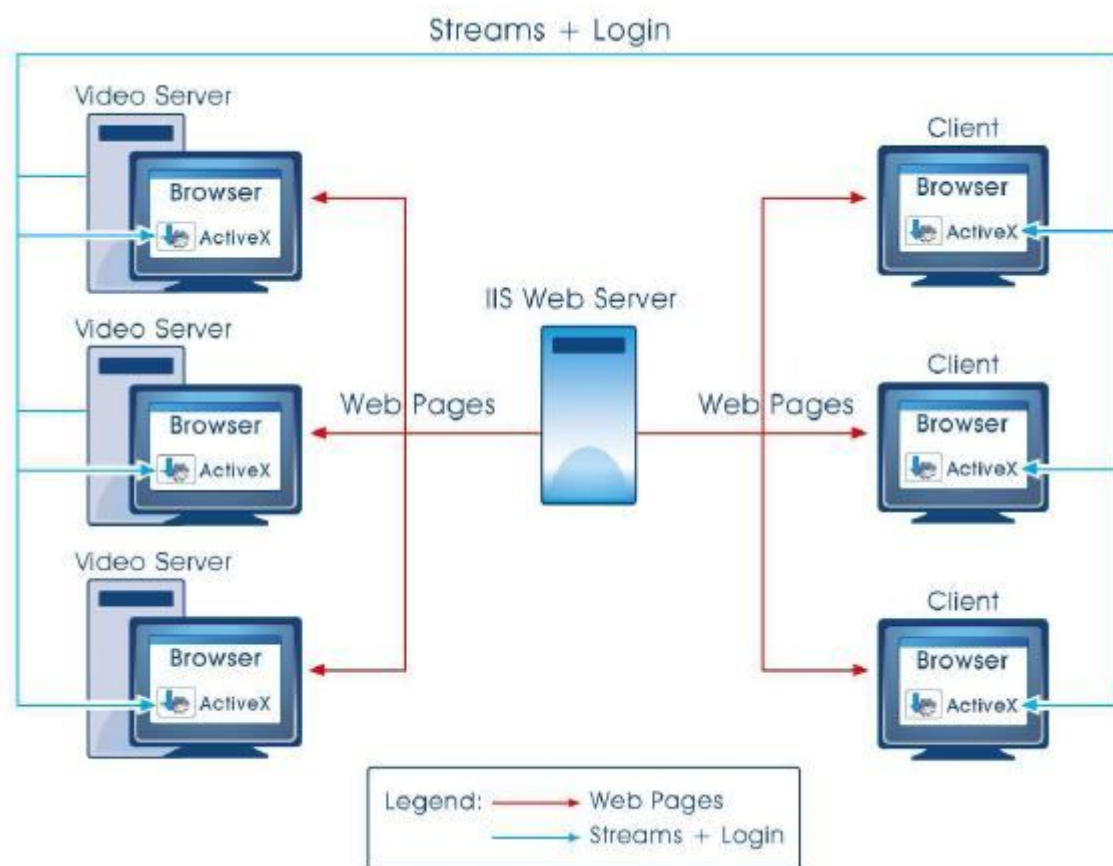 Streams + Login
Video Server
Browser
ActiveX
Video Server
Browser
ActiveX
Video Server
Browser
ActiveX
IIS Web Server
Web Pages
Web Pages
Client
Browser
ActiveX
Client
Browser
ActiveX
Client
Browser
ActiveX
Legend:
Web Pages
Streams + Login